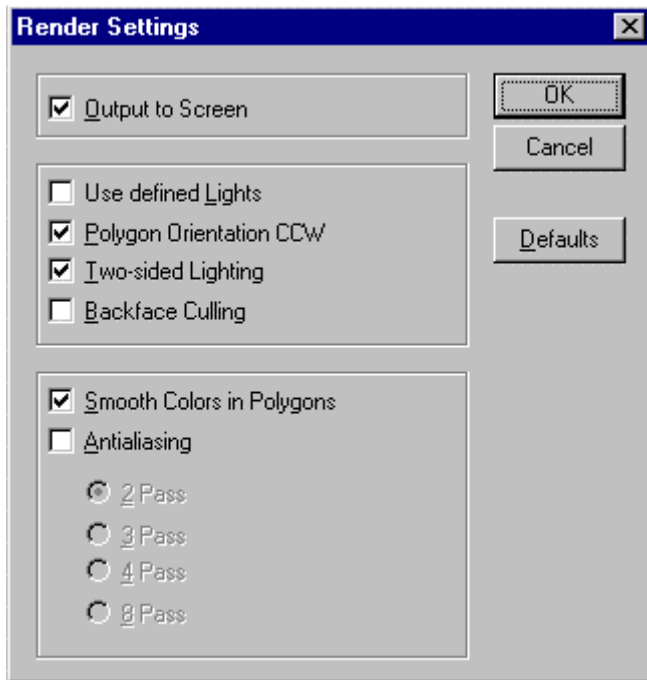 Render Settings
Output to Screen
OK
Cancel
Use defined Lights
Polygon Orientation CCW
Two-sided Lighting
Backface Culling
Defaults
Smooth Colors in Polygons
Antialiasing
2 Pass
3 Pass
4 Pass
8 Pass